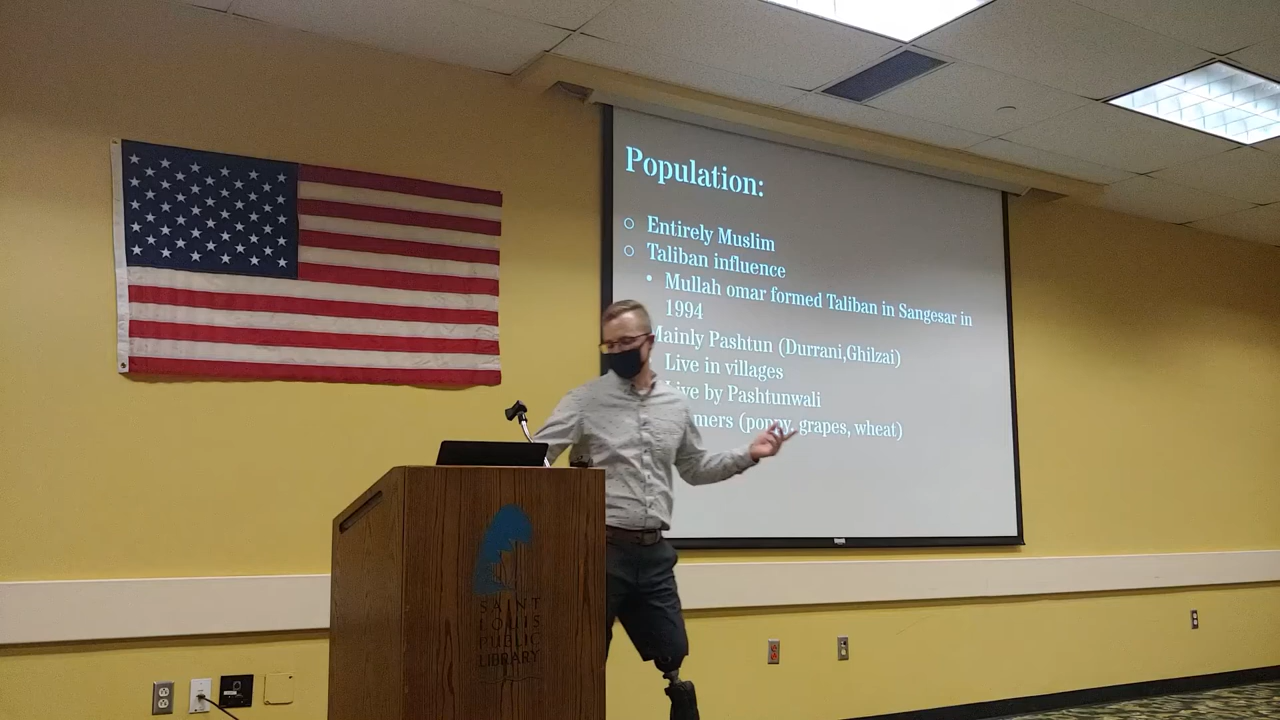 Population:
Entirely Muslim
Taliban influence
Mullah omar formed Taliban in Sangesar in
1994
Mainly Pashtun (Durrani,Ghilzai)
Live in villages
Live by Pashtunwali
(poppy, grapes, wheat)
SAINT
LOUIS
PUBLIC
LIBRARY